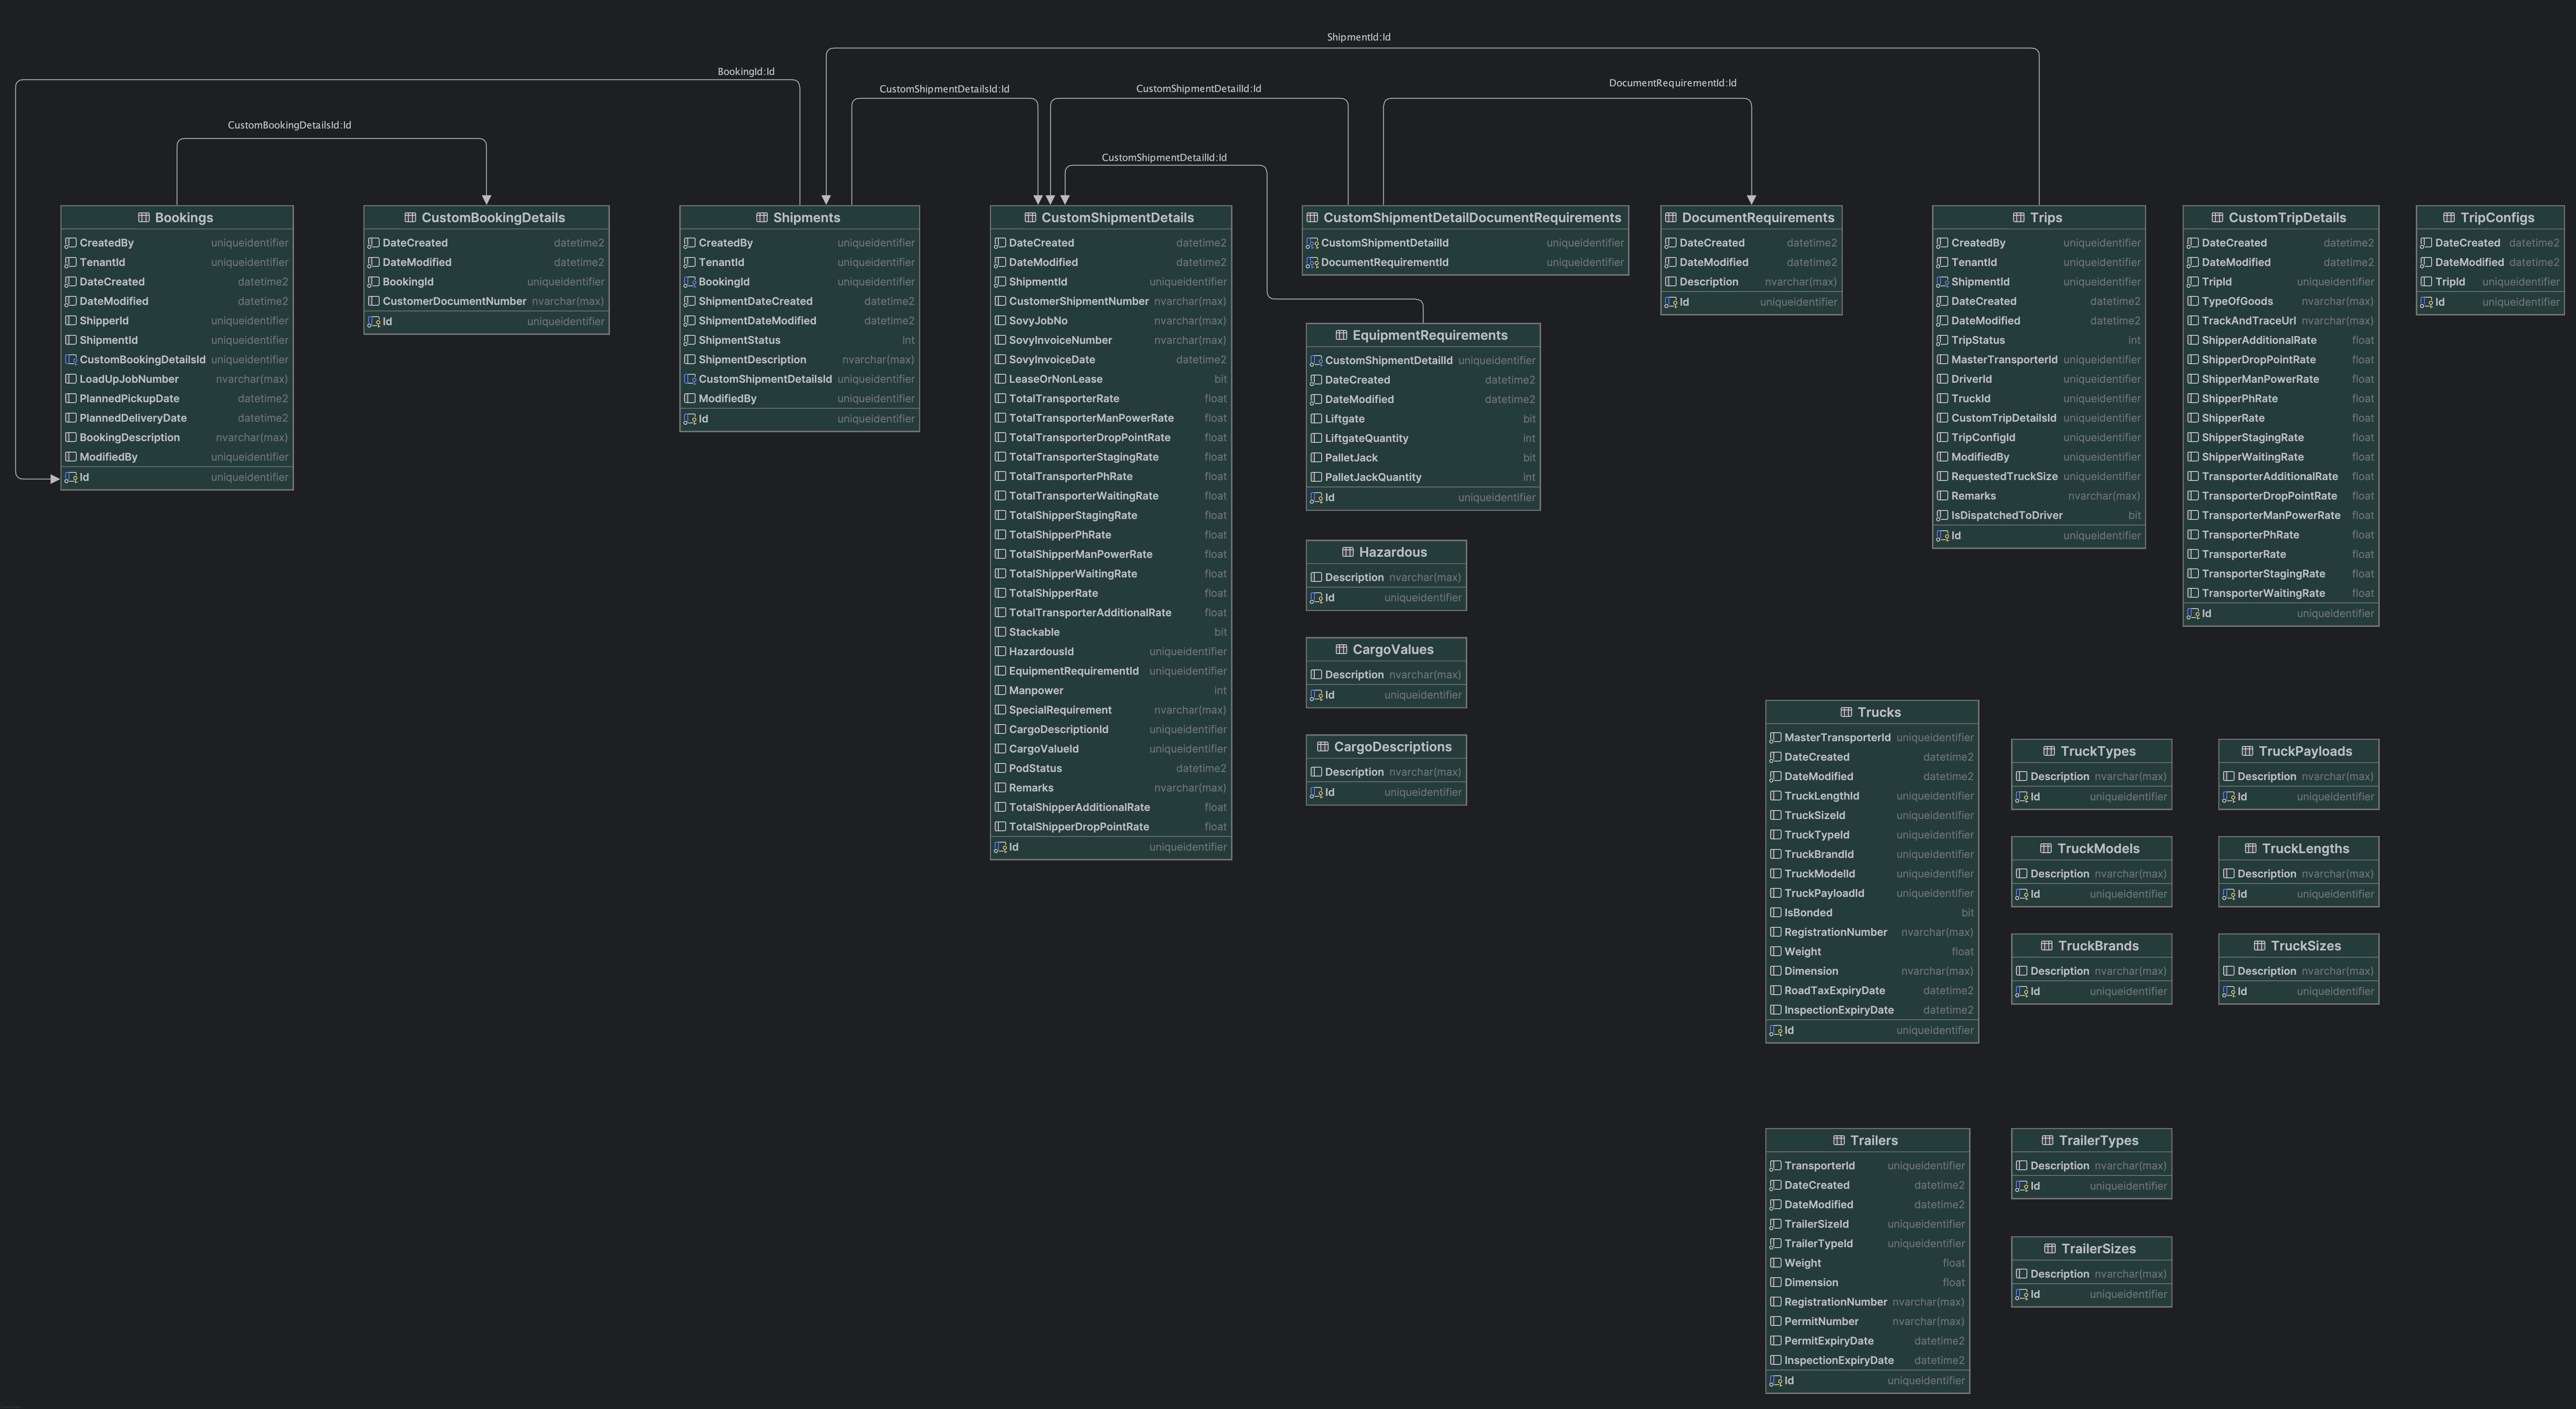 ShipmentId:Id
BookingId:Id
CustomShipmentDetailsId:Id
CustomShipmentDetailId:Id
DocumentRequirementId:Id
CustomBookingDetailsId:Id
CustomShipmentDetailId:Id
Bookings
CreatedBy uniqueidentifier
TenantId uniqueidentifier
DateCreated datetime2
DateModified datetime2
ShipperId uniqueidentifier
ShipmentId uniqueidentifier
CustomBookingDetailsId uniqueidentifier
LoadUpJobNumber nvarchar(max)
PlannedPickupDate datetime2
PlannedDeliveryDate datetime2
BookingDescription nvarchar(max)
ModifiedBy uniqueidentifier
Id uniqueidentifier
CustomBookingDetails
DateCreated datetime2
DateModified datetime2
BookingId uniqueidentifier
CustomerDocumentNumber nvarchar(max)
Id uniqueidentifier
Shipments
CreatedBy uniqueidentifier
TenantId uniqueidentifier
BookingId uniqueidentifier
ShipmentDateCreated datetime2
ShipmentDateModified datetime2
ShipmentStatus int
ShipmentDescription nvarchar(max)
CustomShipmentDetailsId uniqueidentifier
ModifiedBy uniqueidentifier
Id uniqueidentifier
CustomShipmentDetails
DateCreated datetime2
DateModified datetime2
ShipmentId uniqueidentifier
CustomerShipmentNumber nvarchar(max)
SovyJobNo nvarchar(max)
SovyInvoiceNumber nvarchar(max)
SovyInvoiceDate datetime2
LeaseOrNonLease bit
TotalTransporterRate float
TotalTransporterManPowerRate float
TotalTransporterDropPointRate float
TotalTransporterStagingRate float
TotalTransporterPhRate float
TotalTransporterWaitingRate float
TotalShipperStagingRate float
TotalShipperPhRate float
TotalShipperManPowerRate float
TotalShipperWaitingRate float
TotalShipperRate float
TotalTransporterAdditionalRate float
Stackable bit
HazardousId uniqueidentifier
EquipmentRequirementId uniqueidentifier
Manpower int
SpecialRequirement nvarchar(max)
CargoDescriptionId uniqueidentifier
CargoValueId uniqueidentifier
PodStatus datetime2
Remarks nvarchar(max)
TotalShipperAdditionalRate float
TotalShipperDropPointRate float
Id uniqueidentifier
CustomShipmentDetailDocumentRequirements
CustomShipmentDetailId uniqueidentifier
DocumentRequirementId uniqueidentifier
EquipmentRequirements
CustomShipmentDetailId uniqueidentifier
DateCreated datetime2
DateModified datetime2
Liftgate bit
LiftgateQuantity int
PalletJack bit
PalletJackQuantity int
Id uniqueidentifier
Hazardous
Description nvarchar(max)
Id uniqueidentifier
CargoValues
Description nvarchar(max)
Id uniqueidentifier
CargoDescriptions
Description nvarchar(max)
Id uniqueidentifier
DocumentRequirements
DateCreated datetime2
DateModified datetime2
Description nvarchar(max)
Id uniqueidentifier
Trips
CreatedBy uniqueidentifier
TenantId uniqueidentifier
ShipmentId uniqueidentifier
DateCreated datetime2
DateModified datetime2
TripStatus int
MasterTransporterId uniqueidentifier
DriverId uniqueidentifier
TruckId uniqueidentifier
CustomTripDetailsId uniqueidentifier
TripConfigId uniqueidentifier
ModifiedBy uniqueidentifier
RequestedTruckSize uniqueidentifier
Remarks nvarchar(max)
IsDispatchedToDriver bit
Id uniqueidentifier
CustomTripDetails
DateCreated datetime2
DateModified datetime2
TripId uniqueidentifier
TypeOfGoods nvarchar(max)
TrackAndTraceUrl nvarchar(max)
ShipperAdditionalRate float
ShipperDropPointRate float
ShipperManPowerRate float
ShipperPhRate float
ShipperRate float
ShipperStagingRate float
ShipperWaitingRate float
TransporterAdditionalRate float
TransporterDropPointRate float
TransporterManPowerRate float
TransporterPhRate float
TransporterRate float
TransporterStagingRate float
TransporterWaitingRate float
Id uniqueidentifier
TripConfigs
DateCreated datetime2
DateModified datetime2
TripId uniqueidentifier
Id uniqueidentifier
Trucks
MasterTransporterId uniqueidentifier
DateCreated datetime2
DateModified datetime2
TruckLengthId uniqueidentifier
TruckSizeId uniqueidentifier
TruckTypeId uniqueidentifier
TruckBrandId uniqueidentifier
TruckModelId uniqueidentifier
TruckPayloadId uniqueidentifier
IsBonded bit
RegistrationNumber nvarchar(max)
Weight float
Dimension nvarchar(max)
RoadTaxExpiryDate datetime2
InspectionExpiryDate datetime2
Id uniqueidentifier
TruckTypes
Description nvarchar(max)
Id uniqueidentifier
TruckPayloads
Description nvarchar(max)
Id uniqueidentifier
TruckModels
Description nvarchar(max)
Id uniqueidentifier
TruckLengths
Description nvarchar(max)
Id uniqueidentifier
TruckBrands
Description nvarchar(max)
Id uniqueidentifier
TruckSizes
Description nvarchar(max)
Id uniqueidentifier
Trailers
TransporterId uniqueidentifier
DateCreated datetime2
DateModified datetime2
TrailerSizeId uniqueidentifier
TrailerTypeId uniqueidentifier
Weight float
Dimension float
RegistrationNumber nvarchar(max)
PermitNumber nvarchar(max)
PermitExpiryDate datetime2
InspectionExpiryDate datetime2
Id uniqueidentifier
TrailerTypes
Description nvarchar(max)
Id uniqueidentifier
TrailerSizes
Description nvarchar(max)
Id uniqueidentifier